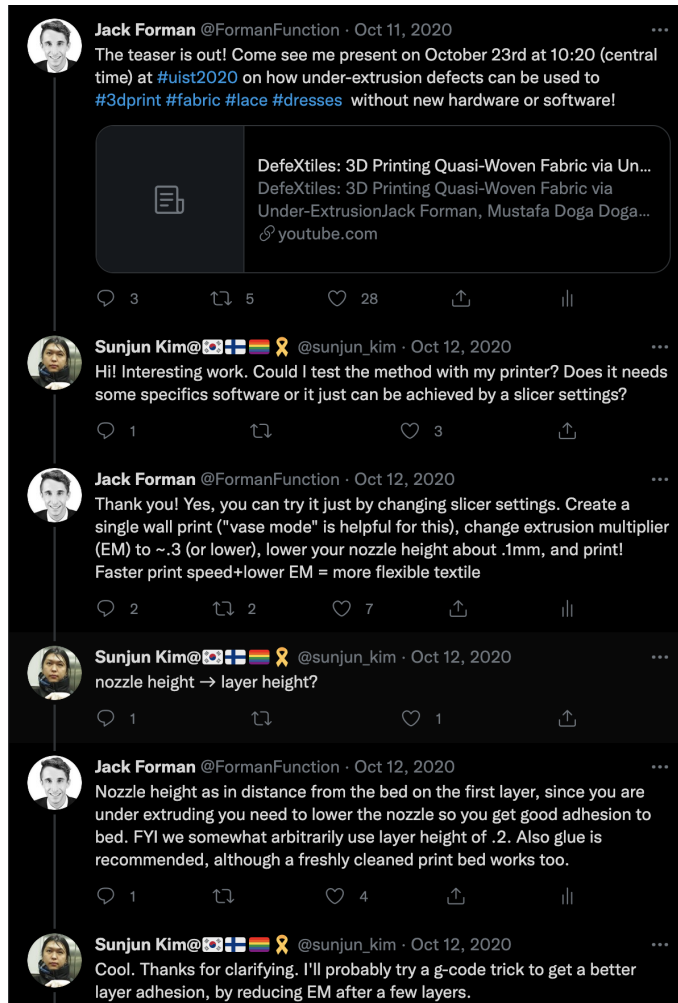 Jack Forman @FormanFunction · Oct 11, 2020
The teaser is out! Come see me present on October 23rd at 10:20 (central
time) at #uist2020 on how under-extrusion defects can be used to
#3dprint #fabric #lace #dresses without new hardware or software!
DefeXtiles: 3D Printing Quasi-Woven Fabric via Un...
DefeXtiles: 3D Printing Quasi-Woven Fabric via
Under-ExtrusionJack Forman, Mustafa Doga Doga...
youtube.com
3 5 28
Sunjun Kim@🇰🇷🇫🇮🏳️‍🌈🎗 @sunjun_kim · Oct 12, 2020
Hi! Interesting work. Could I test the method with my printer? Does it needs
some specifics software or it just can be achieved by a slicer settings?
1 3
Jack Forman @FormanFunction · Oct 12, 2020
Thank you! Yes, you can try it just by changing slicer settings. Create a
single wall print ("vase mode" is helpful for this), change extrusion multiplier
(EM) to ~.3 (or lower), lower your nozzle height about .1mm, and print!
Faster print speed+lower EM = more flexible textile
2 2 7
Sunjun Kim@🇰🇷🇫🇮🏳️‍🌈🎗 @sunjun_kim · Oct 12, 2020
nozzle height → layer height?
1 1
Jack Forman @FormanFunction · Oct 12, 2020
Nozzle height as in distance from the bed on the first layer, since you are
under extruding you need to lower the nozzle so you get good adhesion to
bed. FYI we somewhat arbitrarily use layer height of .2. Also glue is
recommended, although a freshly cleaned print bed works too.
1 4
Sunjun Kim@🇰🇷🇫🇮🏳️‍🌈🎗 @sunjun_kim · Oct 12, 2020
Cool. Thanks for clarifying. I'll probably try a g-code trick to get a better
layer adhesion, by reducing EM after a few layers.